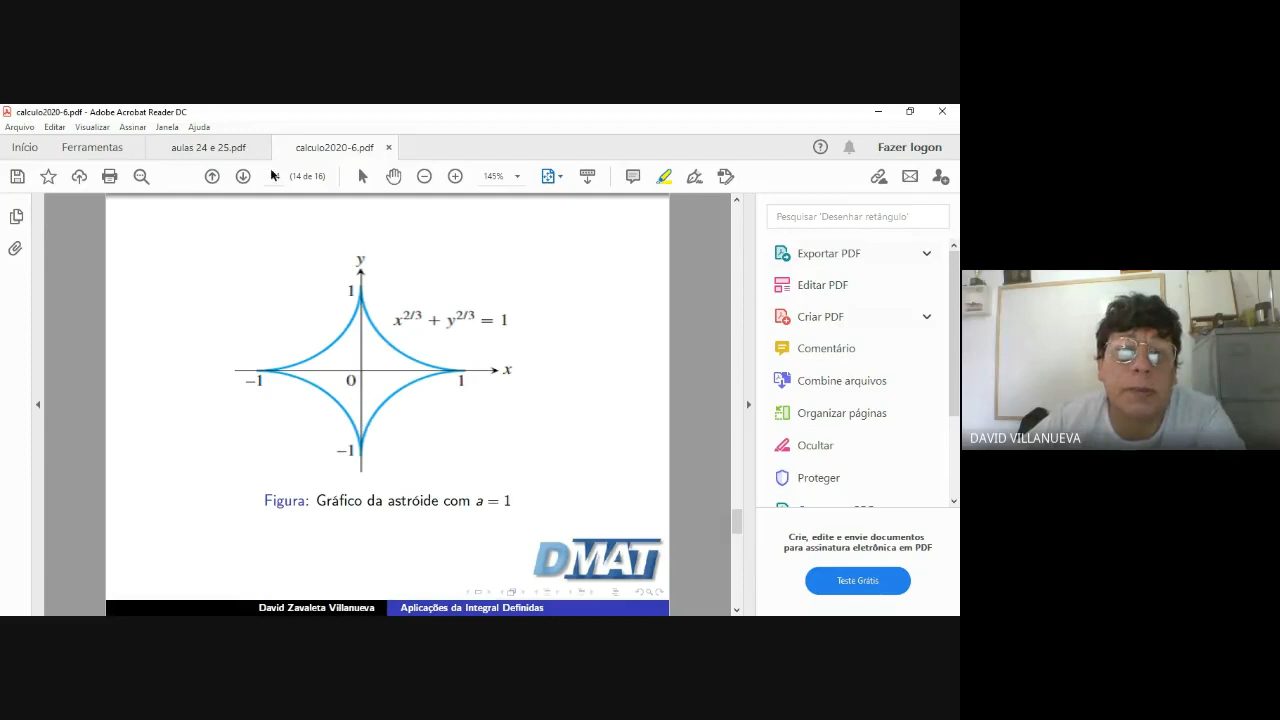 calculo2020-6.pdf - Adobe Acrobat Reader DC
Arquivo Editar Visualizar Assinar Janela Ajuda
Início Ferramentas aulas 24 e 25.pdf calculo2020-6.pdf × Fazer logon
(14 de 16) 145%
Pesquisar 'Desenhar retângulo'
Exportar PDF
Editar PDF
Criar PDF
Comentário
Combine arquivos
Organizar páginas
Ocultar
Proteger
Crie, edite e envie documentos
para assinatura eletrônica em PDF
Teste Grátis
y
1
x^{2/3} + y^{2/3} = 1
−1 0 1 x
−1
Figura: Gráfico da astróide com a = 1
DMAT
David Zavaleta Villanueva Aplicações da Integral Definidas
DAVID VILLANUEVA